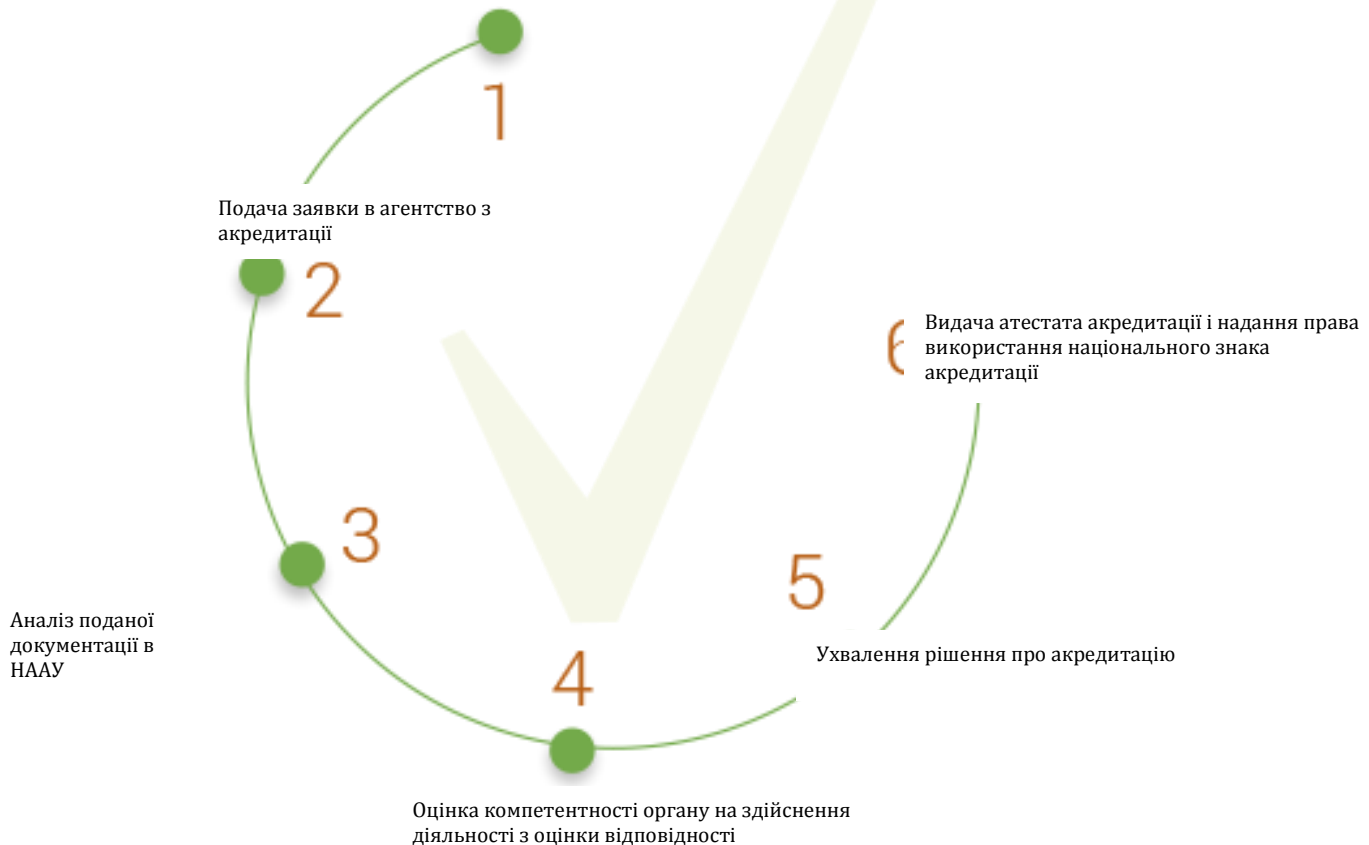 1
Подача заявки в агентство з
акредитації
2
Видача атестата акредитації і надання права
використання національного знака
акредитації
6
3
5
Аналіз поданої
документації в
НААУ
Ухвалення рішення про акредитацію
4
Оцінка компетентності органу на здійснення
діяльності з оцінки відповідності